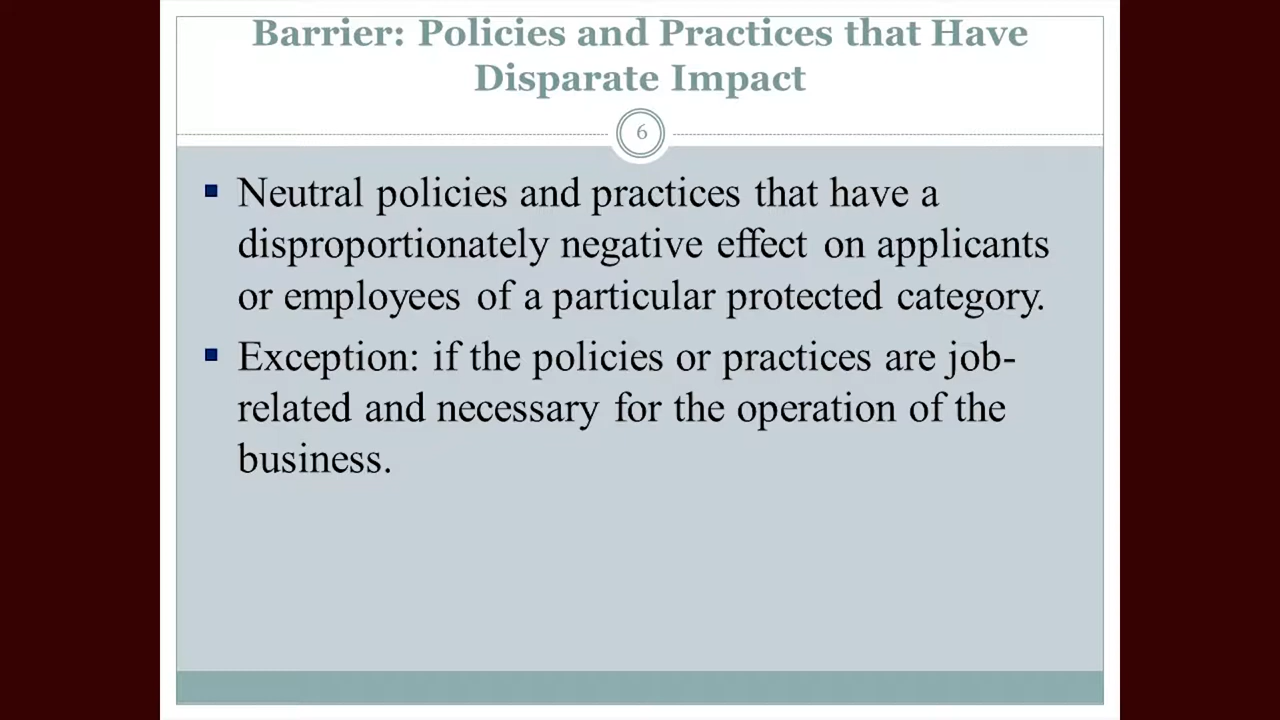 Barrier: Policies and Practices that Have
Disparate Impact
6
▪ Neutral policies and practices that have a
disproportionately negative effect on applicants
or employees of a particular protected category.
▪ Exception: if the policies or practices are job-
related and necessary for the operation of the
business.